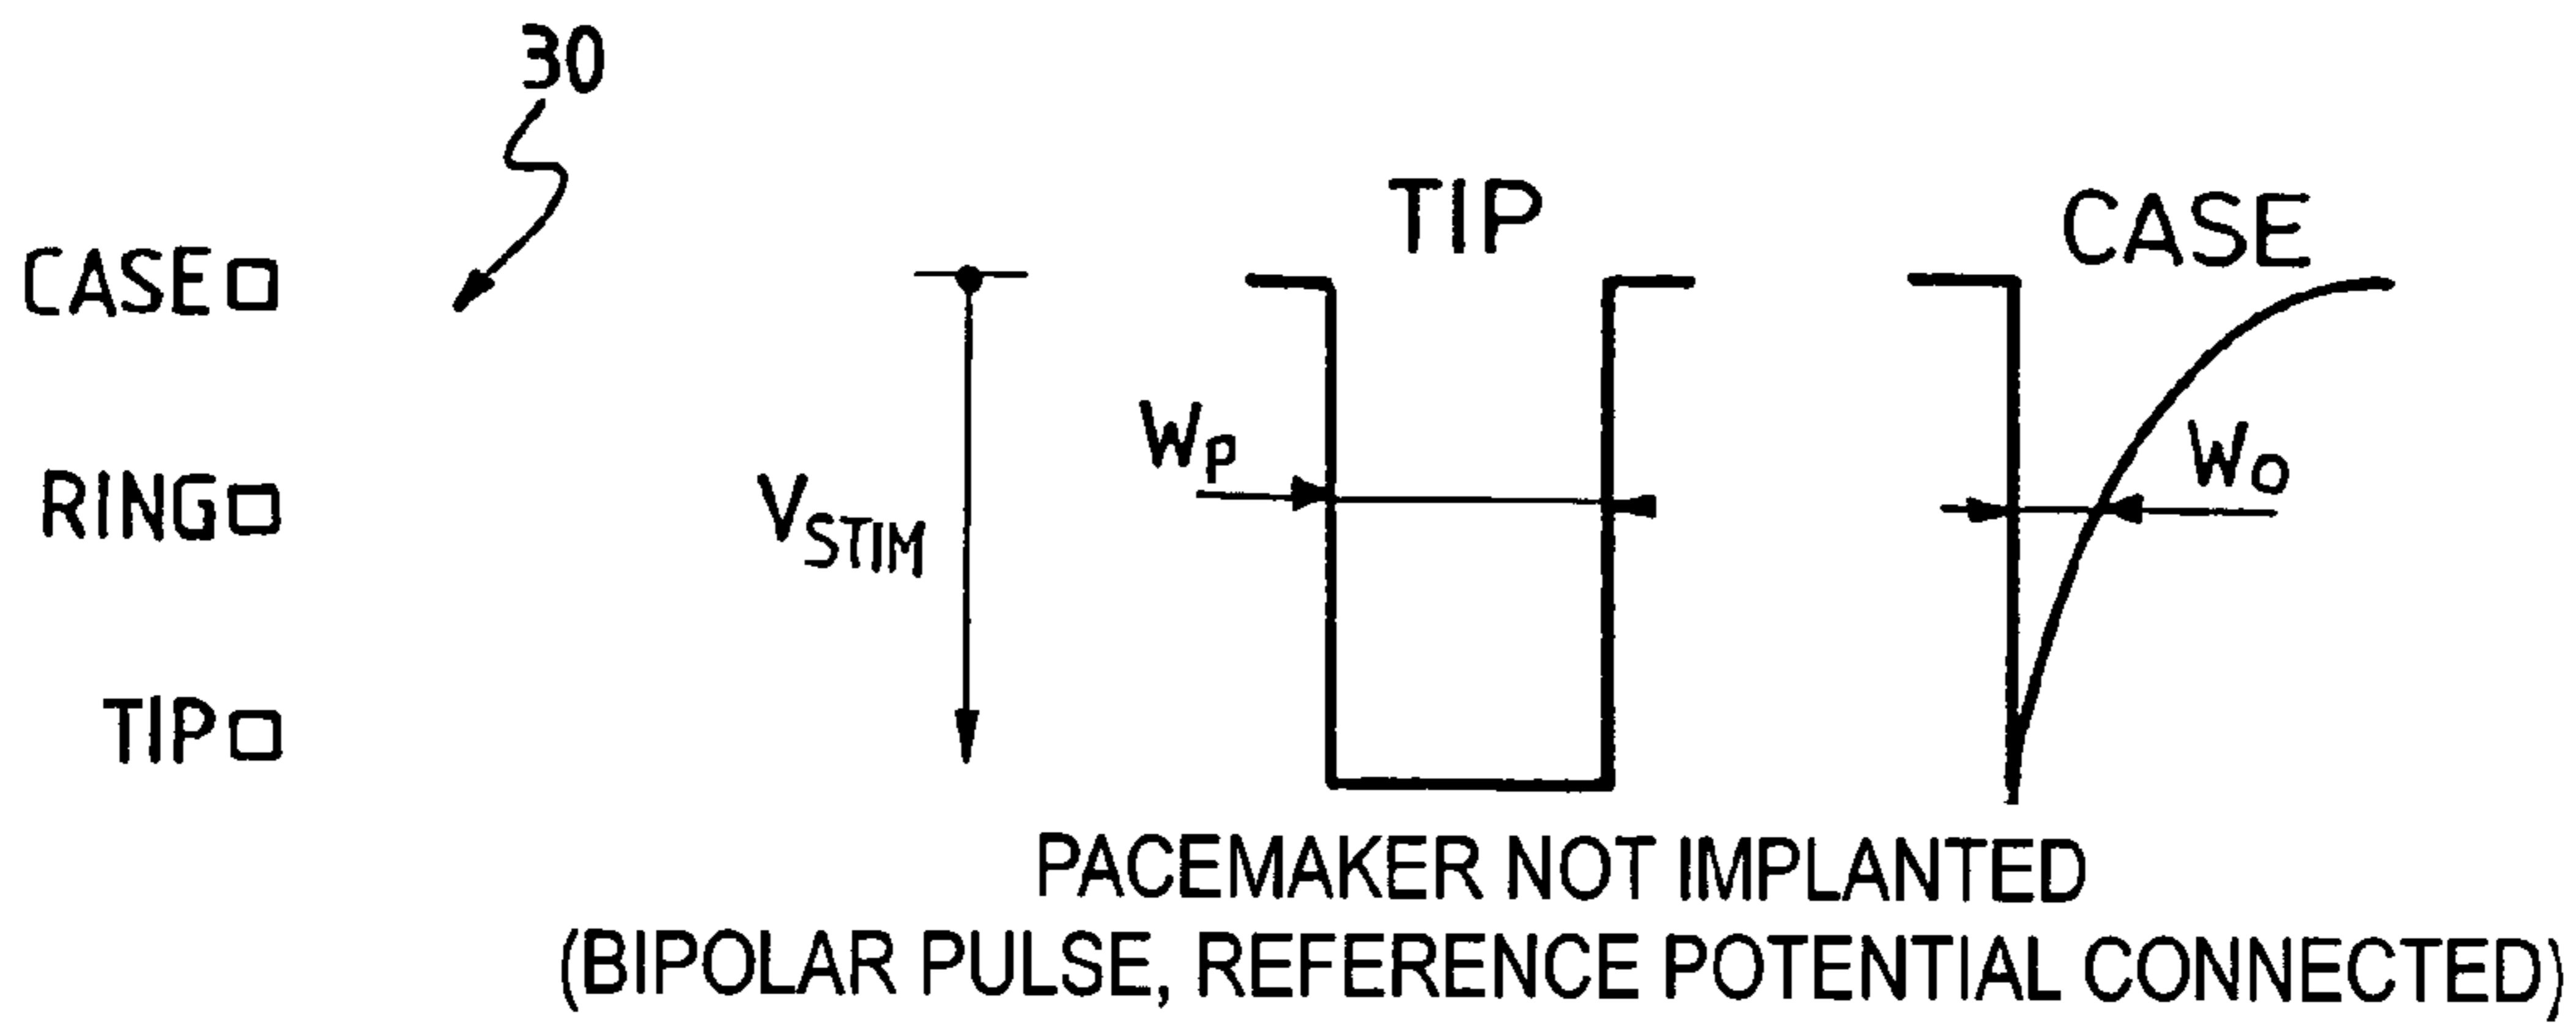 30
CASE
RING
TIP
VSTIM
TIP
WP
CASE
WO
PACEMAKER NOT IMPLANTED
(BIPOLAR PULSE, REFERENCE POTENTIAL CONNECTED)